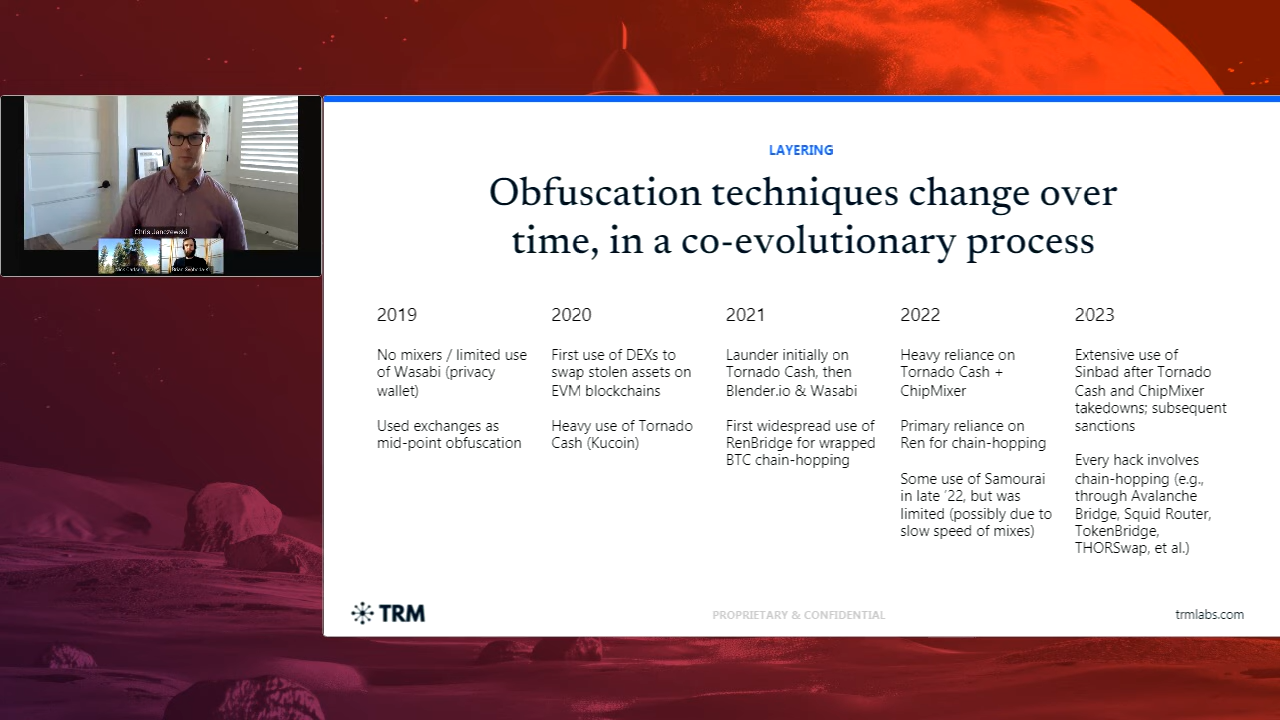 Chris Janczewski
Nick Carlsen
LAYERING
Obfuscation techniques change over
time, in a co-evolutionary process
2019
No mixers / limited use
of Wasabi (privacy
wallet)
Used exchanges as
mid-point obfuscation
2020
First use of DEXs to
swap stolen assets on
EVM blockchains
Heavy use of Tornado
Cash (Kucoin)
2021
Launder initially on
Tornado Cash, then
Blender.io & Wasabi
First widespread use of
RenBridge for wrapped
BTC chain-hopping
2022
Heavy reliance on
Tornado Cash +
ChipMixer
Primary reliance on
Ren for chain-hopping
Some use of Samourai
in late ‘22, but was
limited (possibly due to
slow speed of mixes)
2023
Extensive use of
Sinbad after Tornado
Cash and ChipMixer
takedowns; subsequent
sanctions
Every hack involves
chain-hopping (e.g.,
through Avalanche
Bridge, Squid Router,
TokenBridge,
THORSwap, et al.)
TRM
PROPRIETARY & CONFIDENTIAL
trmlabs.com